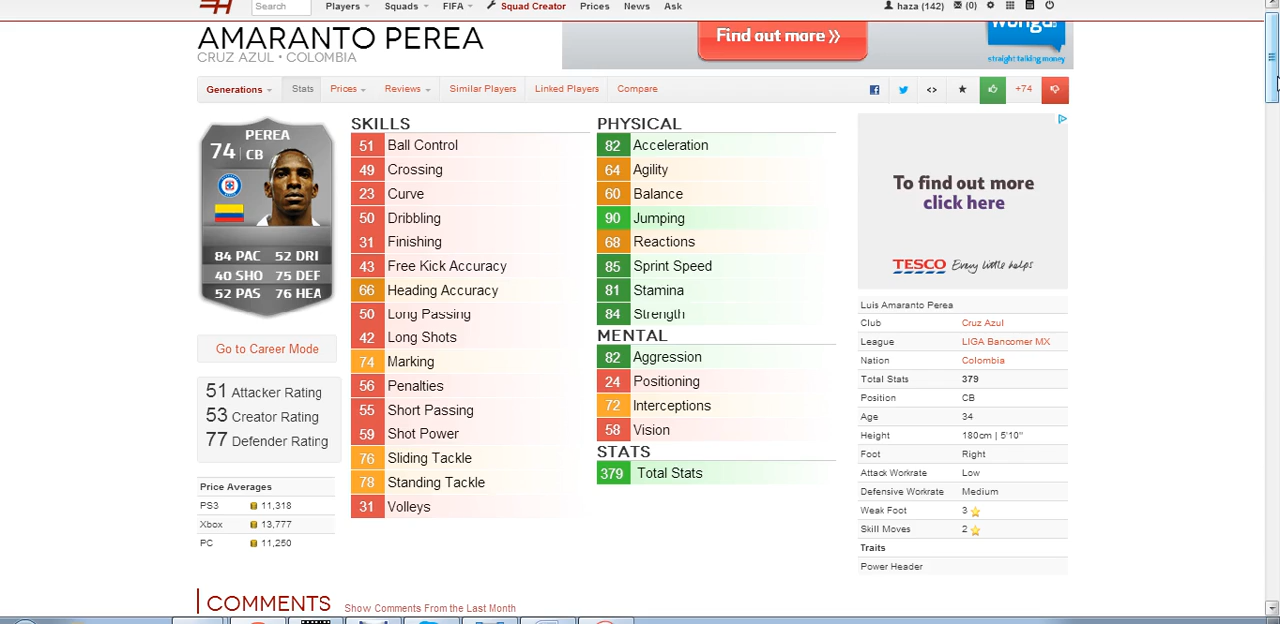 Search
Players
Squads
FIFA
Squad Creator
Prices
News
Ask
haza (142)
(0)
AMARANTO PEREA
CRUZ AZUL • COLOMBIA
Find out more »
wonga
straight talking money
Generations
Stats
Prices
Reviews
Similar Players
Linked Players
Compare
<>
+74
PEREA
74 CB
84 PAC 52 DRI
40 SHO 75 DEF
52 PAS 76 HEA
Go to Career Mode
51 Attacker Rating
53 Creator Rating
77 Defender Rating
Price Averages
PS3 11,318
Xbox 13,777
PC 11,250
SKILLS
51 Ball Control
49 Crossing
23 Curve
50 Dribbling
31 Finishing
43 Free Kick Accuracy
66 Heading Accuracy
50 Long Passing
42 Long Shots
74 Marking
56 Penalties
55 Short Passing
59 Shot Power
76 Sliding Tackle
78 Standing Tackle
31 Volleys
PHYSICAL
82 Acceleration
64 Agility
60 Balance
90 Jumping
68 Reactions
85 Sprint Speed
81 Stamina
84 Strength
MENTAL
82 Aggression
24 Positioning
72 Interceptions
58 Vision
STATS
379 Total Stats
To find out more
click here
TESCO Every little helps
Luis Amaranto Perea
Club Cruz Azul
League LIGA Bancomer MX
Nation Colombia
Total Stats 379
Position CB
Age 34
Height 180cm | 5'10"
Foot Right
Attack Workrate Low
Defensive Workrate Medium
Weak Foot 3
Skill Moves 2
Traits
Power Header
COMMENTS Show Comments From the Last Month